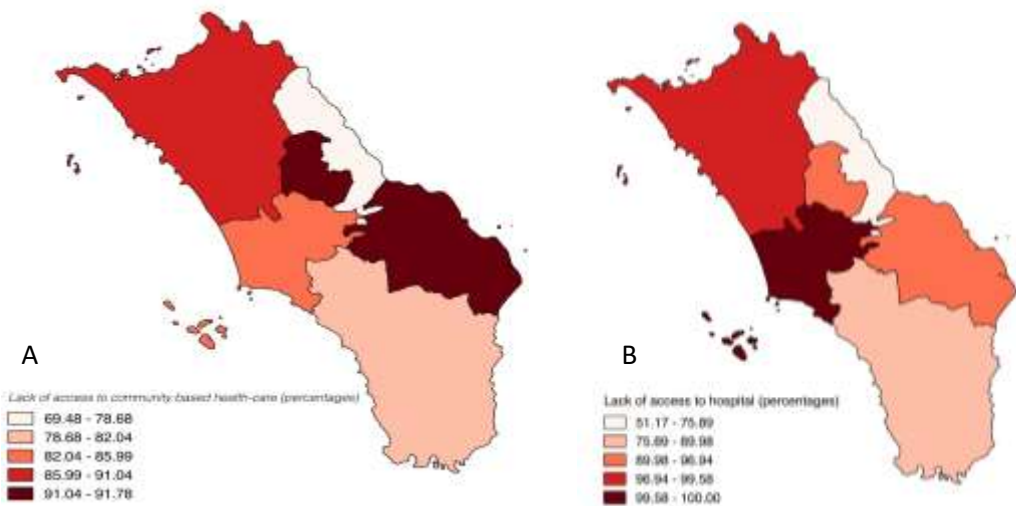 A
Lack of access to community based health-care (percentages)
69.48 - 78.68
78.68 - 82.04
82.04 - 85.99
85.99 - 91.04
91.04 - 91.78
B
Lack of access to hospital (percentages)
51.17 - 75.89
75.89 - 89.98
89.98 - 96.94
96.94 - 99.58
99.58 - 100.00